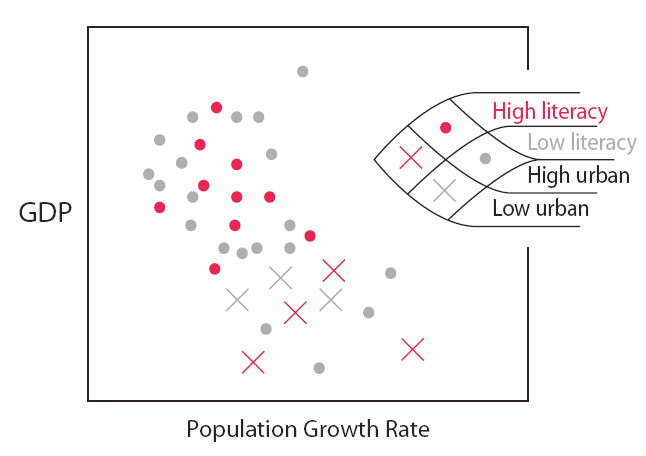 High literacy
Low literacy
High urban
Low urban
GDP
Population Growth Rate